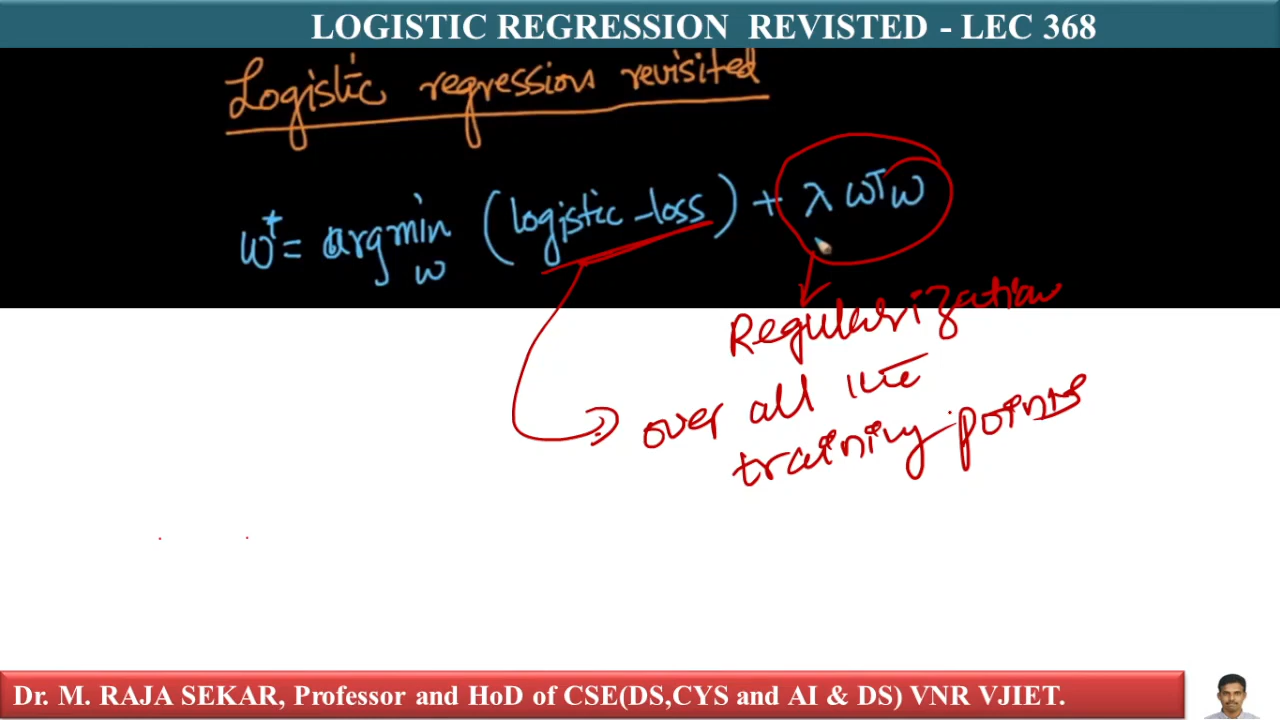 LOGISTIC REGRESSION REVISTED - LEC 368
Logistic regression revisited
w* = argmin (logistic-loss) + λ wᵀw
w
Regularization
over all the
training points
Dr. M. RAJA SEKAR, Professor and HoD of CSE(DS,CYS and AI & DS) VNR VJIET.